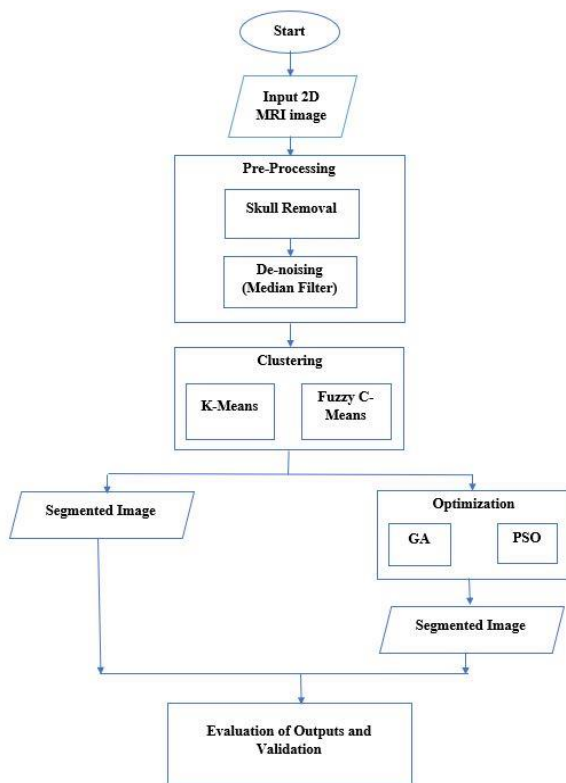 Start
Input 2D
MRI image
Pre-Processing
Skull Removal
De-noising
(Median Filter)
Clustering
K-Means
Fuzzy C-
Means
Segmented Image
Optimization
GA
PSO
Segmented Image
Evaluation of Outputs and
Validation